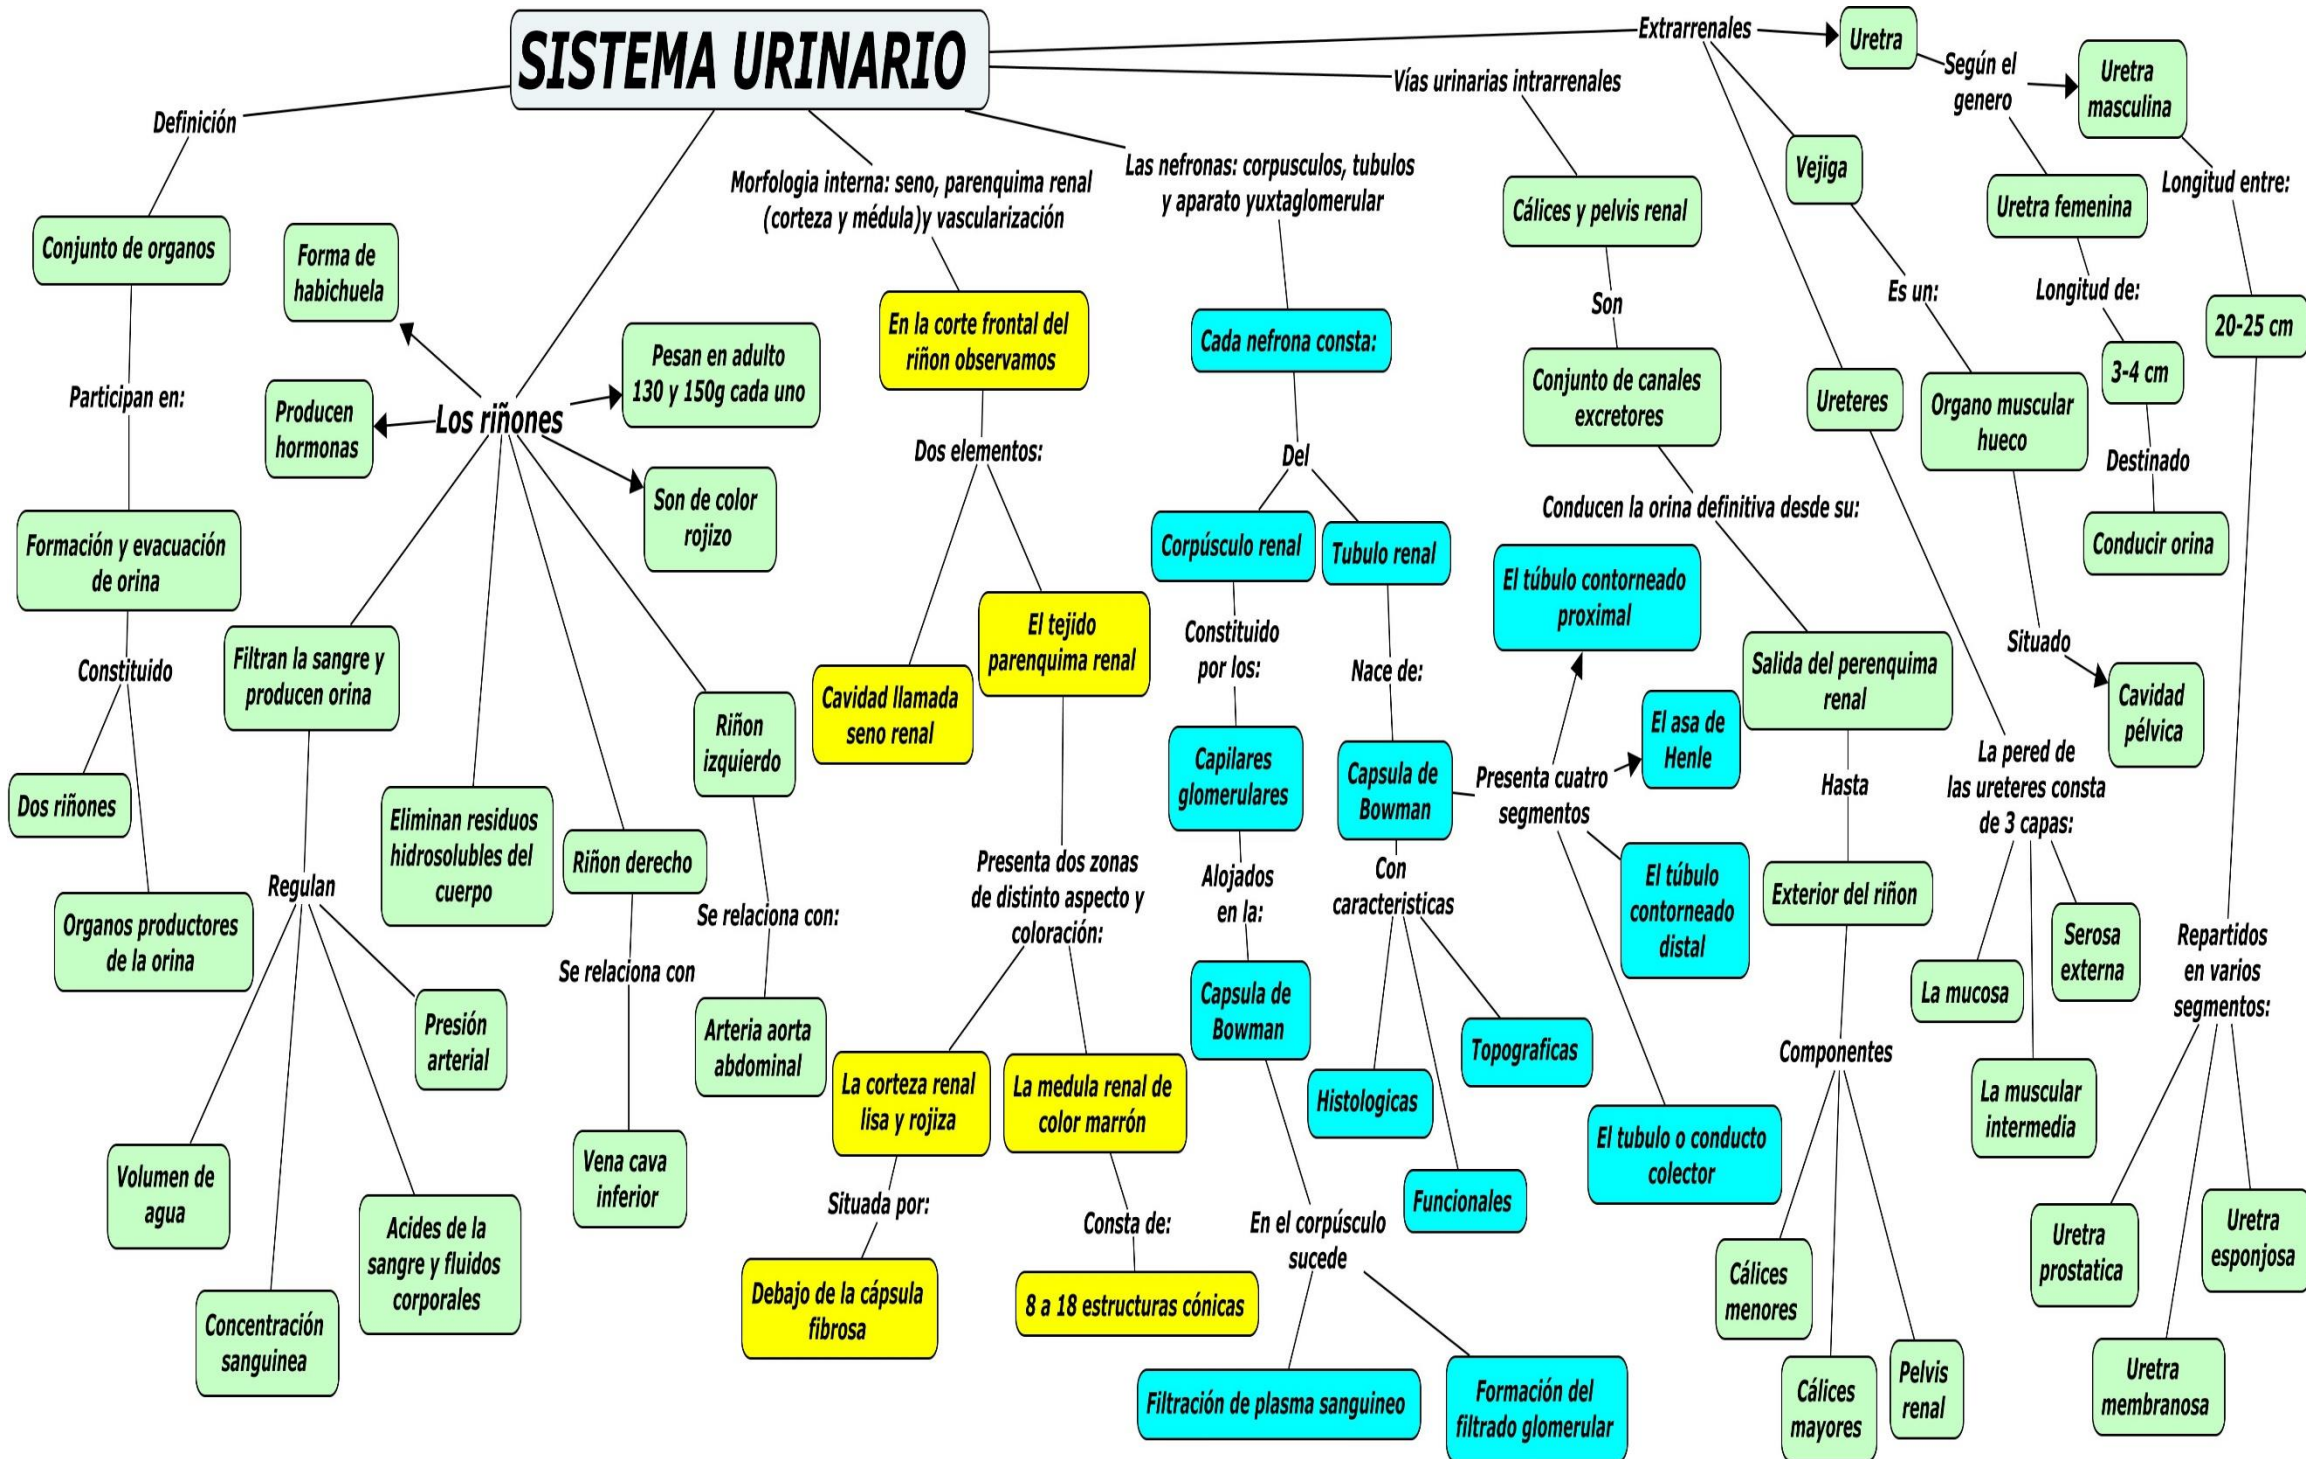 SISTEMA URINARIO
Definición
Conjunto de organos
Participan en:
Formación y evacuación
de orina
Constituido
Dos riñones
Organos productores
de la orina
Los riñones
Forma de
habichuela
Producen
hormonas
Pesan en adulto
130 y 150g cada uno
Son de color
rojizo
Filtran la sangre y
producen orina
Regulan
Volumen de
agua
Concentración
sanguinea
Acides de la
sangre y fluidos
corporales
Presión
arterial
Eliminan residuos
hidrosolubles del
cuerpo
Riñon derecho
Se relaciona con
Vena cava
inferior
Riñon
izquierdo
Se relaciona con:
Arteria aorta
abdominal
Morfologia interna: seno, parenquima renal
(corteza y médula)y vascularización
En la corte frontal del
riñon observamos
Dos elementos:
Cavidad llamada
seno renal
El tejido
parenquima renal
Presenta dos zonas
de distinto aspecto y
coloración:
La corteza renal
lisa y rojiza
Situada por:
Debajo de la cápsula
fibrosa
La medula renal de
color marrón
Consta de:
8 a 18 estructuras cónicas
Las nefronas: corpusculos, tubulos
y aparato yuxtaglomerular
Cada nefrona consta:
Del
Corpúsculo renal
Constituido
por los:
Capilares
glomerulares
Alojados
en la:
Capsula de
Bowman
En el corpúsculo
sucede
Filtración de plasma sanguineo
Formación del
filtrado glomerular
Tubulo renal
Nace de:
Capsula de
Bowman
Con
caracteristicas
Histologicas
Funcionales
Topograficas
Presenta cuatro
segmentos
El túbulo contorneado
proximal
El asa de
Henle
El túbulo
contorneado
distal
El tubulo o conducto
colector
Vías urinarias intrarrenales
Cálices y pelvis renal
Son
Conjunto de canales
excretores
Conducen la orina definitiva desde su:
Salida del perenquima
renal
Hasta
Exterior del riñon
Componentes
Cálices
menores
Cálices
mayores
Pelvis
renal
Extrarrenales
Ureteres
La pered de
las ureteres consta
de 3 capas:
La mucosa
La muscular
intermedia
Serosa
externa
Vejiga
Es un:
Organo muscular
hueco
Situado
Cavidad
pélvica
Uretra
Según el
genero
Uretra femenina
Longitud de:
3-4 cm
Destinado
Conducir orina
Uretra
masculina
Longitud entre:
20-25 cm
Repartidos
en varios
segmentos:
Uretra
prostatica
Uretra
membranosa
Uretra
esponjosa